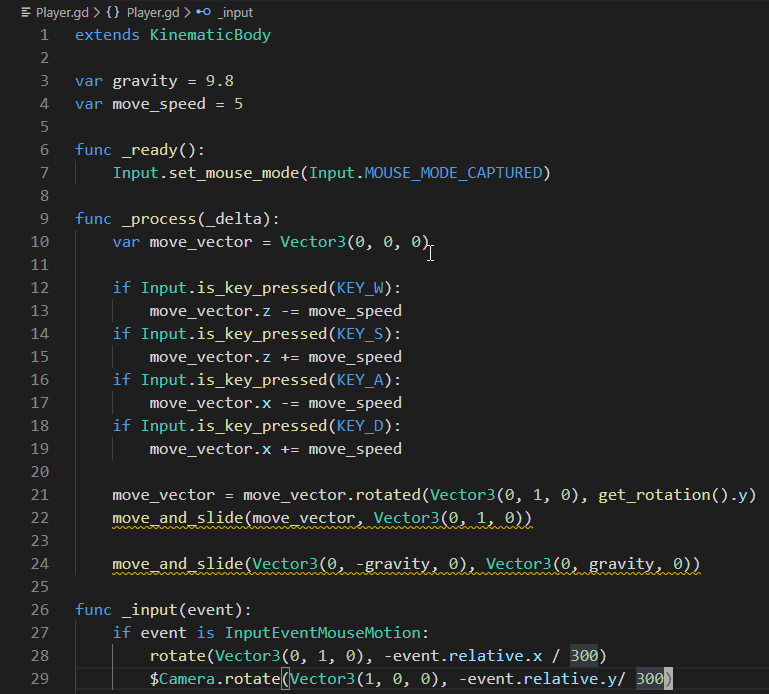 Player.gd > {} Player.gd > _input
1 extends KinematicBody
2
3 var gravity = 9.8
4 var move_speed = 5
5
6 func _ready():
7 Input.set_mouse_mode(Input.MOUSE_MODE_CAPTURED)
8
9 func _process(_delta):
10 var move_vector = Vector3(0, 0, 0)
11
12 if Input.is_key_pressed(KEY_W):
13 move_vector.z -= move_speed
14 if Input.is_key_pressed(KEY_S):
15 move_vector.z += move_speed
16 if Input.is_key_pressed(KEY_A):
17 move_vector.x -= move_speed
18 if Input.is_key_pressed(KEY_D):
19 move_vector.x += move_speed
20
21 move_vector = move_vector.rotated(Vector3(0, 1, 0), get_rotation().y)
22 move_and_slide(move_vector, Vector3(0, 1, 0))
23
24 move_and_slide(Vector3(0, -gravity, 0), Vector3(0, gravity, 0))
25
26 func _input(event):
27 if event is InputEventMouseMotion:
28 rotate(Vector3(0, 1, 0), -event.relative.x / 300)
29 $Camera.rotate(Vector3(1, 0, 0), -event.relative.y/ 300)